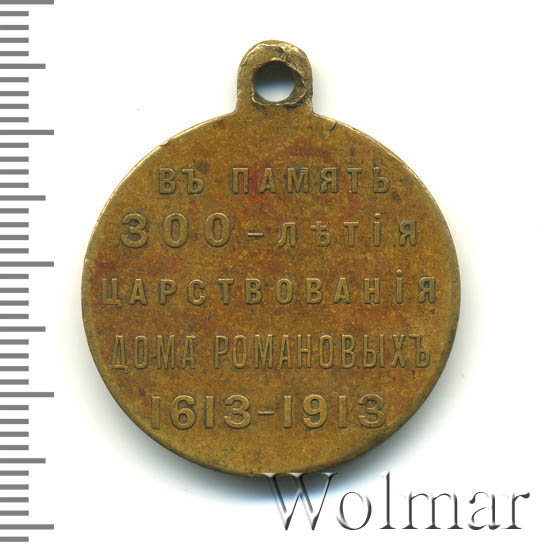 ВЪ ПАМЯТЬ
300-ЛѢТІЯ
ЦАРСТВОВАНІЯ
ДОМА РОМАНОВЫХЪ
1613-1913
Wolmar